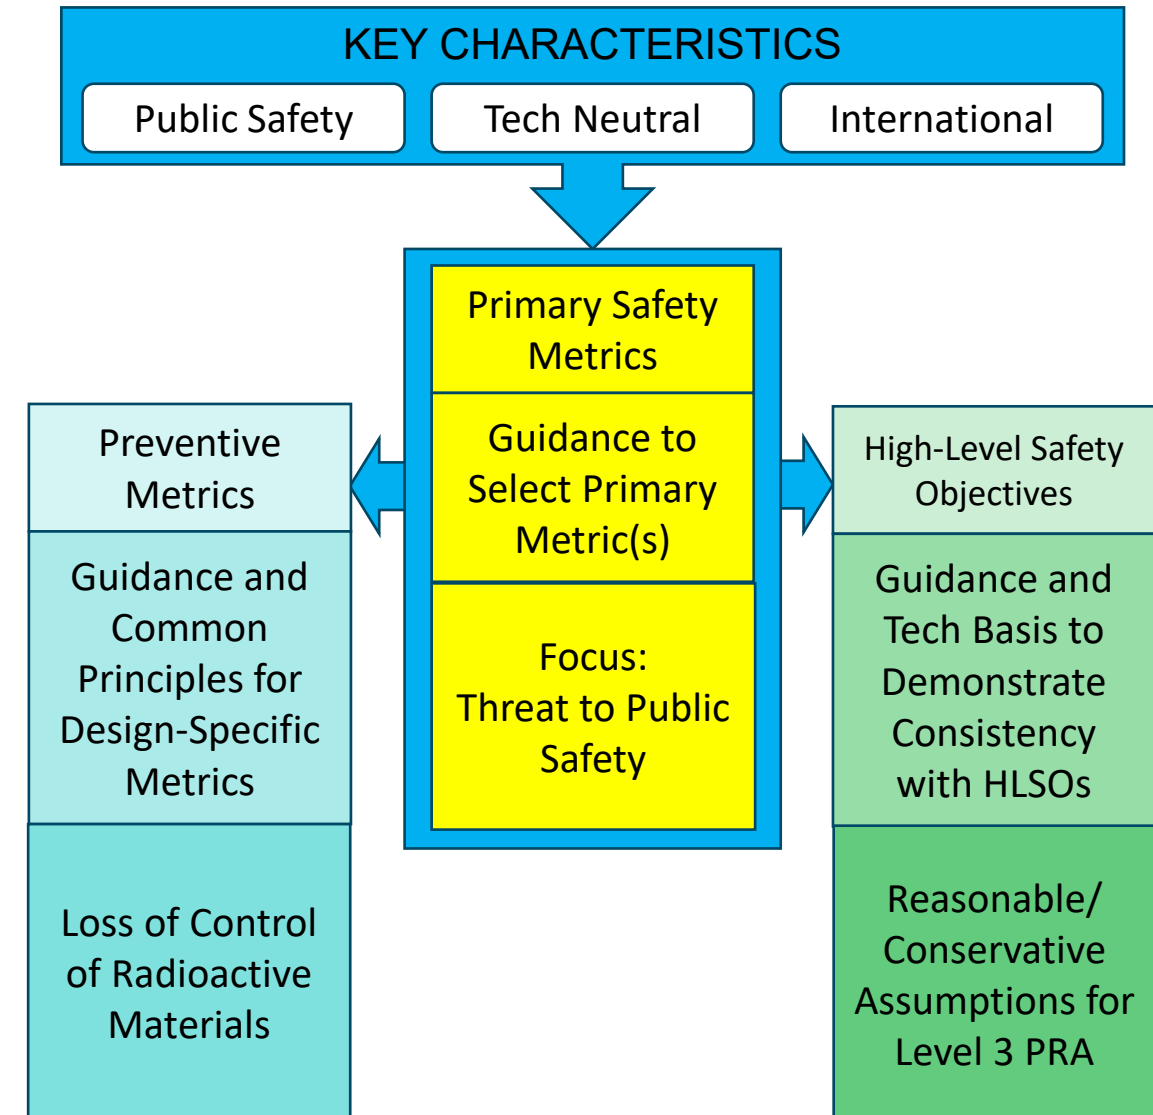 KEY CHARACTERISTICS
Public Safety
Tech Neutral
International
Primary Safety
Metrics
Guidance to
Select Primary
Metric(s)
Focus:
Threat to Public
Safety
Preventive
Metrics
Guidance and
Common
Principles for
Design-Specific
Metrics
Loss of Control
of Radioactive
Materials
High-Level Safety
Objectives
Guidance and
Tech Basis to
Demonstrate
Consistency
with HLSOs
Reasonable/
Conservative
Assumptions for
Level 3 PRA